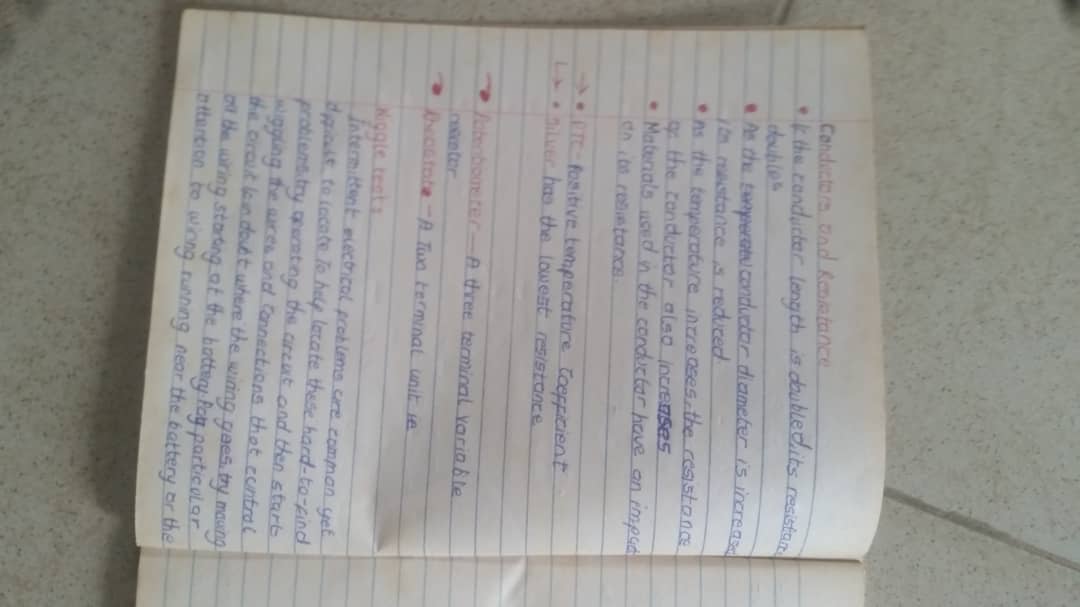 Conductors and Resistance
• If the conductor length is doubled, its resistance
doubles
• As the temperatu conductor diameter is increased
its resistance is reduced.
• As the temperature increases, the resistance
of the conductor also increases
• Materials used in the conductor have an impact
on its resistance.
→ • PTC - Positive temperature Coefficient
↳ • Silver has the lowest resistance
→ Potentiometer - A three terminal variable
resistor
→ Rheostat - A Two terminal unit ie
Wiggle tests
Intermittent electrical problems are common yet
difficult to locate To help locate these hard-to-find
problems, try operating the circuit and then start
wiggling the wires and connections that control
the circuit in doubt where the wiring goes, try moving
all the wiring starting at the battery. Pay particular
attention to wiring running near the battery or the